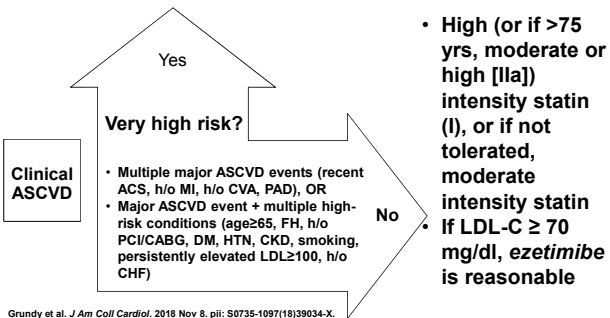 Yes
Very high risk?
Clinical
ASCVD
• Multiple major ASCVD events (recent
ACS, h/o MI, h/o CVA, PAD), OR
• Major ASCVD event + multiple high-
risk conditions (age≥65, FH, h/o
PCI/CABG, DM, HTN, CKD, smoking,
persistently elevated LDL≥100, h/o
CHF)
No
• High (or if >75
yrs, moderate or
high [IIa])
intensity statin
(I), or if not
tolerated,
moderate
intensity statin
• If LDL-C ≥ 70
mg/dl, ezetimibe
is reasonable
Grundy et al. J Am Coll Cardiol. 2018 Nov 8. pii: S0735-1097(18)39034-X.